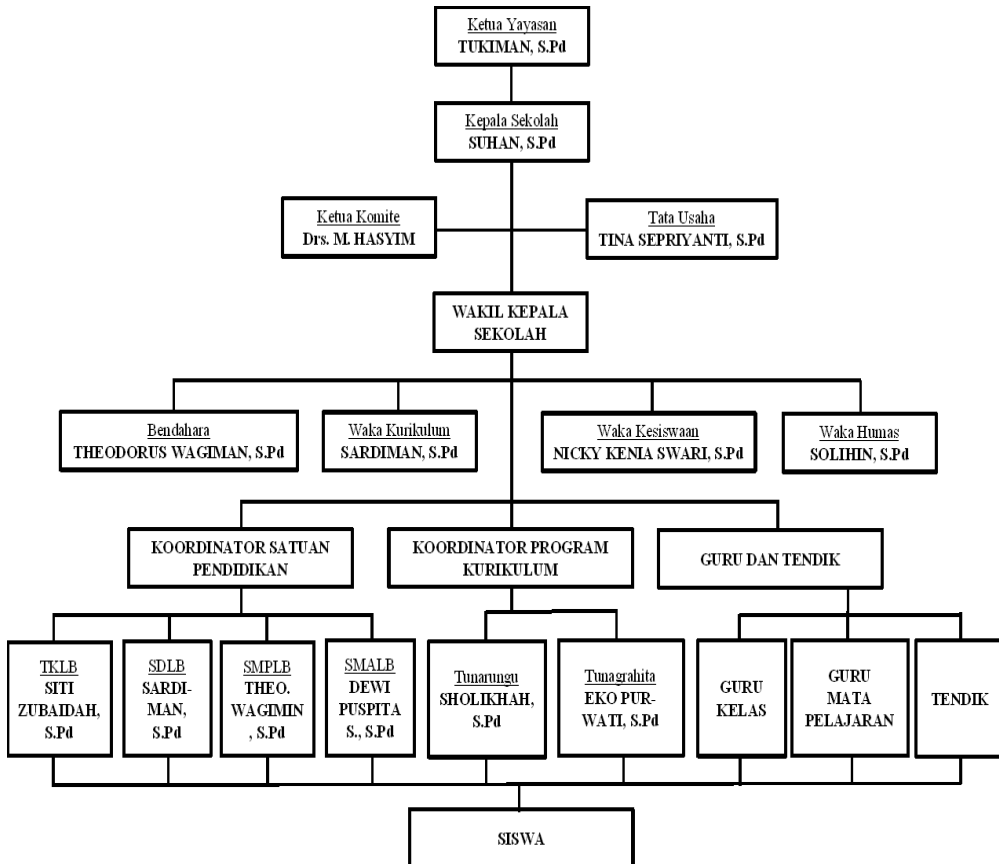 Ketua Yayasan
TUKIMAN, S.Pd
Kepala Sekolah
SUHAN, S.Pd
Ketua Komite
Drs. M. HASYIM
Tata Usaha
TINA SEPRIYANTI, S.Pd
WAKIL KEPALA
SEKOLAH
Bendahara
THEODORUS WAGIMAN, S.Pd
Waka Kurikulum
SARDIMAN, S.Pd
Waka Kesiswaan
NICKY KENIA SWARI, S.Pd
Waka Humas
SOLIHIN, S.Pd
KOORDINATOR SATUAN
PENDIDIKAN
KOORDINATOR PROGRAM
KURIKULUM
GURU DAN TENDIK
TKLB
SITI
ZUBAIDAH,
S.Pd
SDLB
SARDI-
MAN,
S.Pd
SMPLB
THEO.
WAGIMIN
, S.Pd
SMALB
DEWI
PUSPITA
S., S.Pd
Tunarungu
SHOLIKHAH,
S.Pd
Tunagrahita
EKO PUR-
WATI, S.Pd
GURU
KELAS
GURU
MATA
PELAJARAN
TENDIK
SISWA